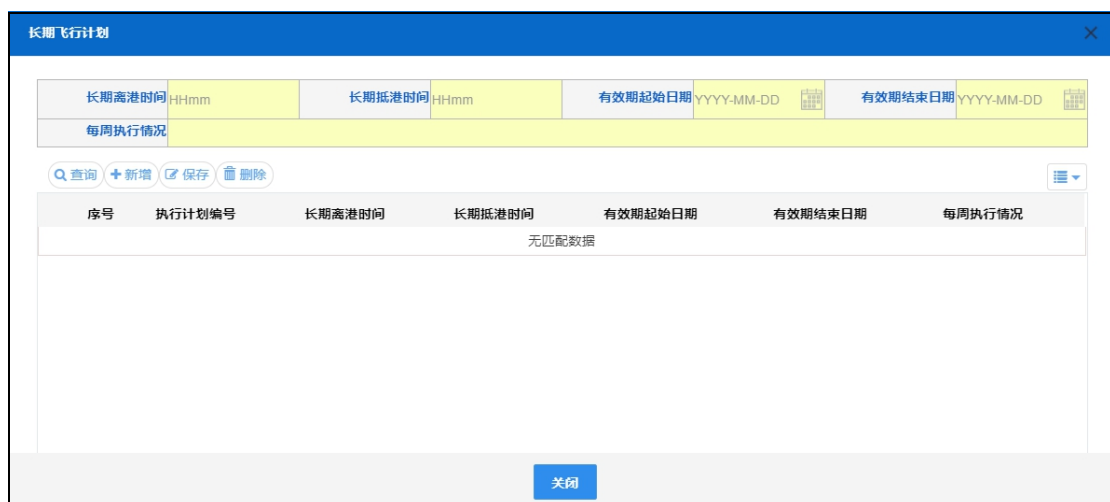 长期飞行计划
长期离港时间 HHmm 长期抵港时间 HHmm 有效期起始日期 YYYY-MM-DD 有效期结束日期 YYYY-MM-DD
每周执行情况
查询 新增 保存 删除
序号 执行计划编号 长期离港时间 长期抵港时间 有效期起始日期 有效期结束日期 每周执行情况
无匹配数据
关闭